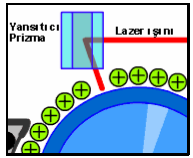 Yansıtıcı
Prizma
Lazer ışını